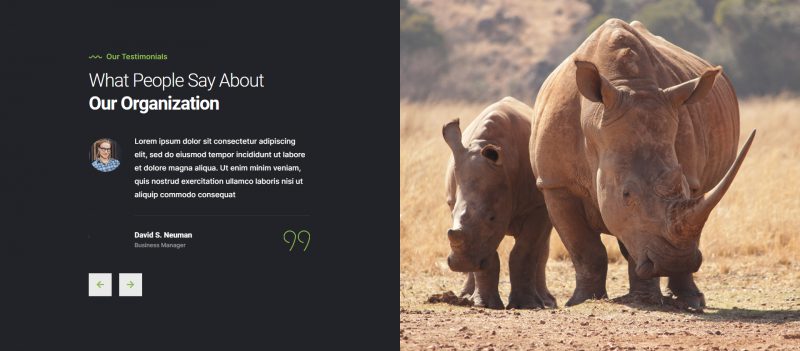 Our Testimonials
What People Say About
Our Organization
Lorem ipsum dolor sit consectetur adipiscing
elit, sed do eiusmod tempor incididunt ut labore
et dolore magna aliqua. Ut enim minim veniam,
quis nostrud exercitation ullamco laboris nisi ut
aliquip commodo consequat
David S. Neuman
Business Manager